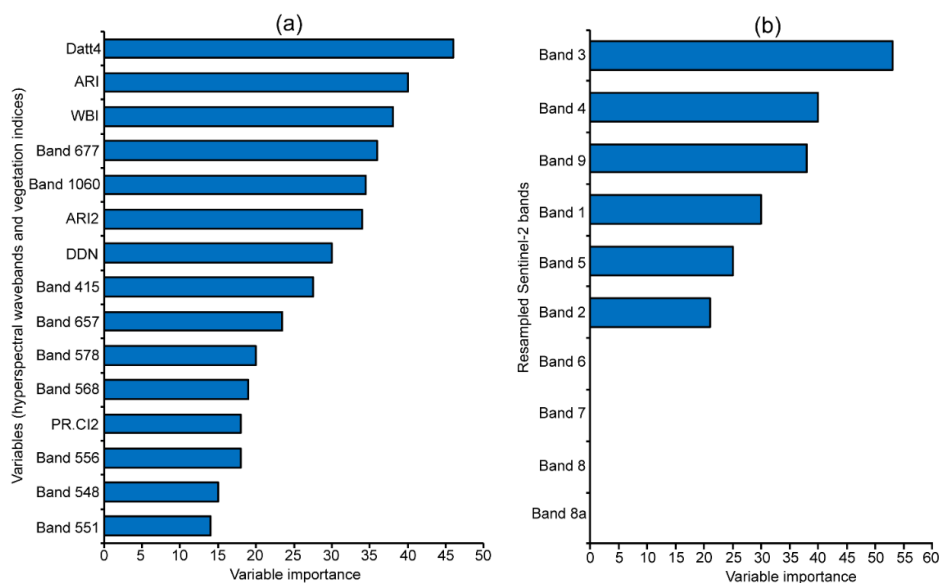 (a)
Variables (hyperspectral wavebands and vegetation indices)
Datt4
ARI
WBI
Band 677
Band 1060
ARI2
DDN
Band 415
Band 657
Band 578
Band 568
PR.CI2
Band 556
Band 548
Band 551
0 5 10 15 20 25 30 35 40 45 50
Variable importance
(b)
Resampled Sentinel-2 bands
Band 3
Band 4
Band 9
Band 1
Band 5
Band 2
Band 6
Band 7
Band 8
Band 8a
0 5 10 15 20 25 30 35 40 45 50 55 60
Variable importance